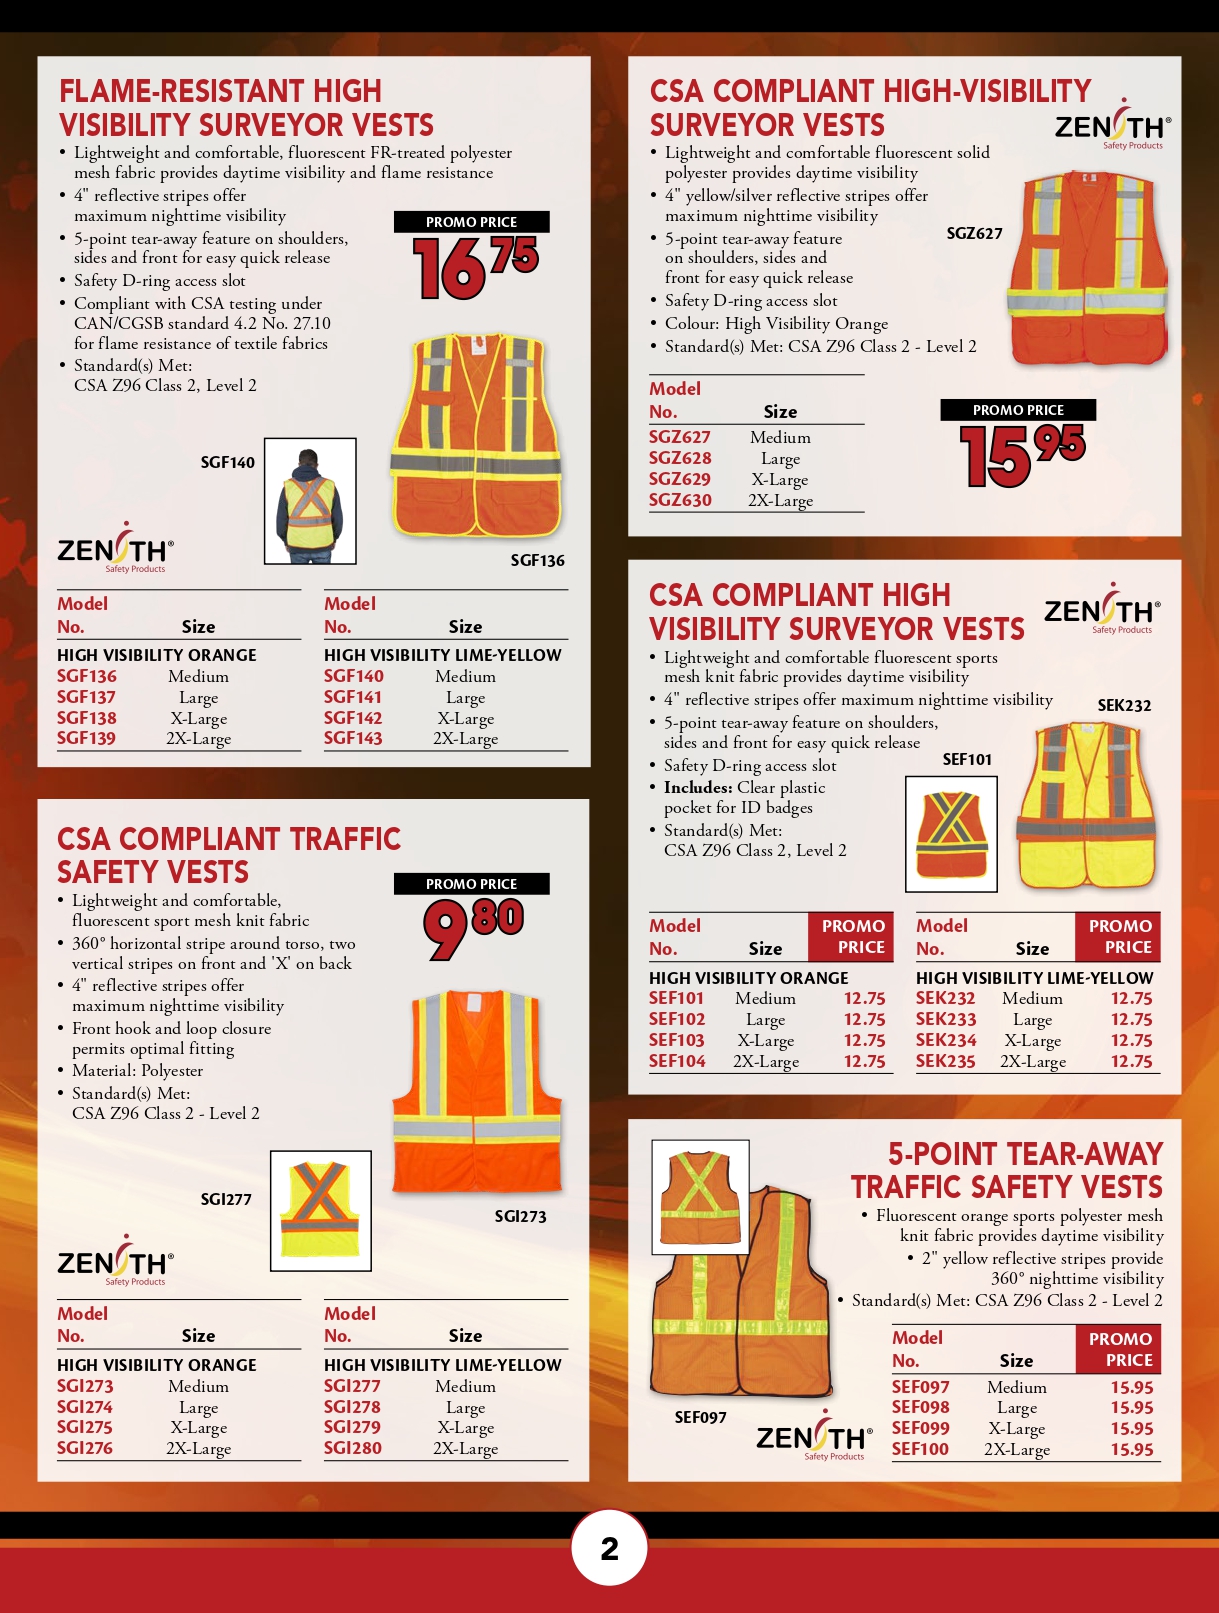 FLAME-RESISTANT HIGH
VISIBILITY SURVEYOR VESTS
• Lightweight and comfortable, fluorescent FR-treated polyester
mesh fabric provides daytime visibility and flame resistance
• 4" reflective stripes offer
maximum nighttime visibility
• 5-point tear-away feature on shoulders,
sides and front for easy quick release
• Safety D-ring access slot
• Compliant with CSA testing under
CAN/CGSB standard 4.2 No. 27.10
for flame resistance of textile fabrics
• Standard(s) Met:
CSA Z96 Class 2, Level 2
PROMO PRICE
16 75
SGF140
SGF136
ZENITH®
Safety Products
Model
No. Size
HIGH VISIBILITY ORANGE
SGF136 Medium
SGF137 Large
SGF138 X-Large
SGF139 2X-Large
Model
No. Size
HIGH VISIBILITY LIME-YELLOW
SGF140 Medium
SGF141 Large
SGF142 X-Large
SGF143 2X-Large
CSA COMPLIANT TRAFFIC
SAFETY VESTS
• Lightweight and comfortable,
fluorescent sport mesh knit fabric
• 360° horizontal stripe around torso, two
vertical stripes on front and 'X' on back
• 4" reflective stripes offer
maximum nighttime visibility
• Front hook and loop closure
permits optimal fitting
• Material: Polyester
• Standard(s) Met:
CSA Z96 Class 2 - Level 2
PROMO PRICE
9 80
SGI277
SGI273
ZENITH®
Safety Products
Model
No. Size
HIGH VISIBILITY ORANGE
SGI273 Medium
SGI274 Large
SGI275 X-Large
SGI276 2X-Large
Model
No. Size
HIGH VISIBILITY LIME-YELLOW
SGI277 Medium
SGI278 Large
SGI279 X-Large
SGI280 2X-Large
CSA COMPLIANT HIGH-VISIBILITY
SURVEYOR VESTS
ZENITH®
Safety Products
• Lightweight and comfortable fluorescent solid
polyester provides daytime visibility
• 4" yellow/silver reflective stripes offer
maximum nighttime visibility
• 5-point tear-away feature
on shoulders, sides and
front for easy quick release
• Safety D-ring access slot
• Colour: High Visibility Orange
• Standard(s) Met: CSA Z96 Class 2 - Level 2
SGZ627
Model
No. Size
SGZ627 Medium
SGZ628 Large
SGZ629 X-Large
SGZ630 2X-Large
PROMO PRICE
15 95
CSA COMPLIANT HIGH
VISIBILITY SURVEYOR VESTS
ZENITH®
Safety Products
• Lightweight and comfortable fluorescent sports
mesh knit fabric provides daytime visibility
• 4" reflective stripes offer maximum nighttime visibility
• 5-point tear-away feature on shoulders,
sides and front for easy quick release
• Safety D-ring access slot
• Includes: Clear plastic
pocket for ID badges
• Standard(s) Met:
CSA Z96 Class 2, Level 2
SEK232
SEF101
Model
No. Size PROMO PRICE
HIGH VISIBILITY ORANGE
SEF101 Medium 12.75
SEF102 Large 12.75
SEF103 X-Large 12.75
SEF104 2X-Large 12.75
Model
No. Size PROMO PRICE
HIGH VISIBILITY LIME-YELLOW
SEK232 Medium 12.75
SEK233 Large 12.75
SEK234 X-Large 12.75
SEK235 2X-Large 12.75
5-POINT TEAR-AWAY
TRAFFIC SAFETY VESTS
• Fluorescent orange sports polyester mesh
knit fabric provides daytime visibility
• 2" yellow reflective stripes provide
360° nighttime visibility
• Standard(s) Met: CSA Z96 Class 2 - Level 2
SEF097
ZENITH®
Safety Products
Model
No. Size PROMO PRICE
SEF097 Medium 15.95
SEF098 Large 15.95
SEF099 X-Large 15.95
SEF100 2X-Large 15.95
2